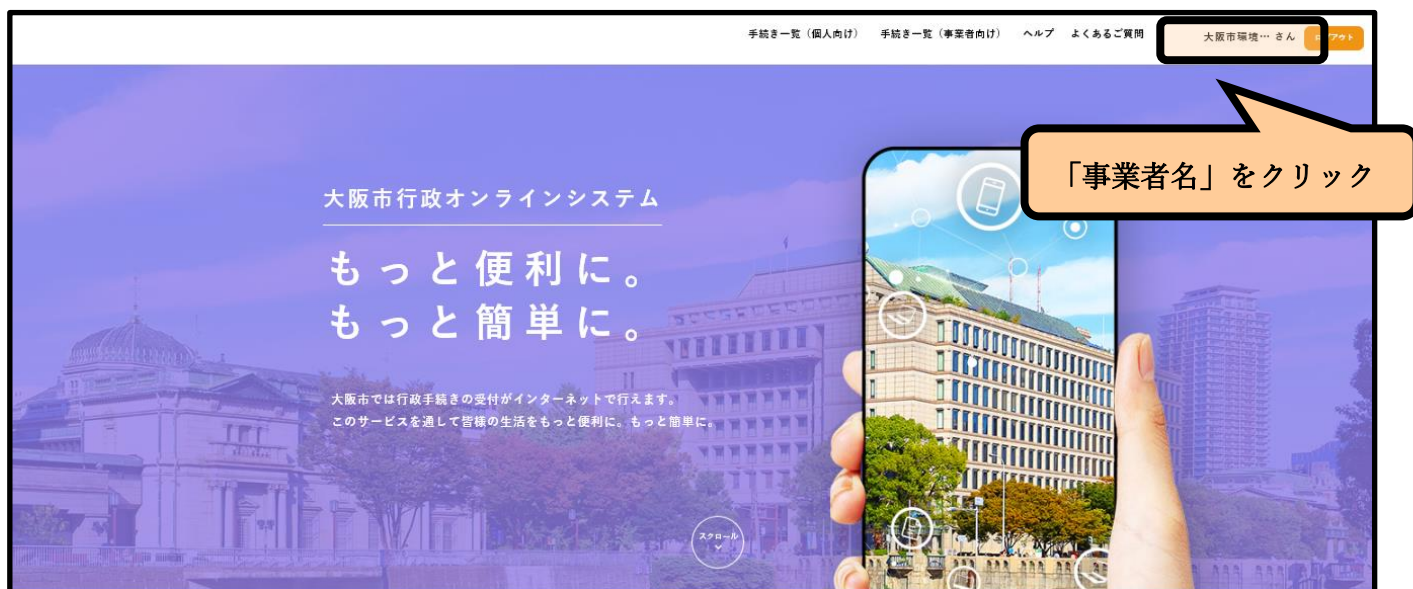 手続き一覧（個人向け） 手続き一覧（事業者向け） ヘルプ よくあるご質問 大阪市環境… さん ログアウト
「事業者名」をクリック
大阪市行政オンラインシステム
もっと便利に。
もっと簡単に。
大阪市では行政手続きの受付がインターネットで行えます。
このサービスを通して皆様の生活をもっと便利に。もっと簡単に。
スクロール